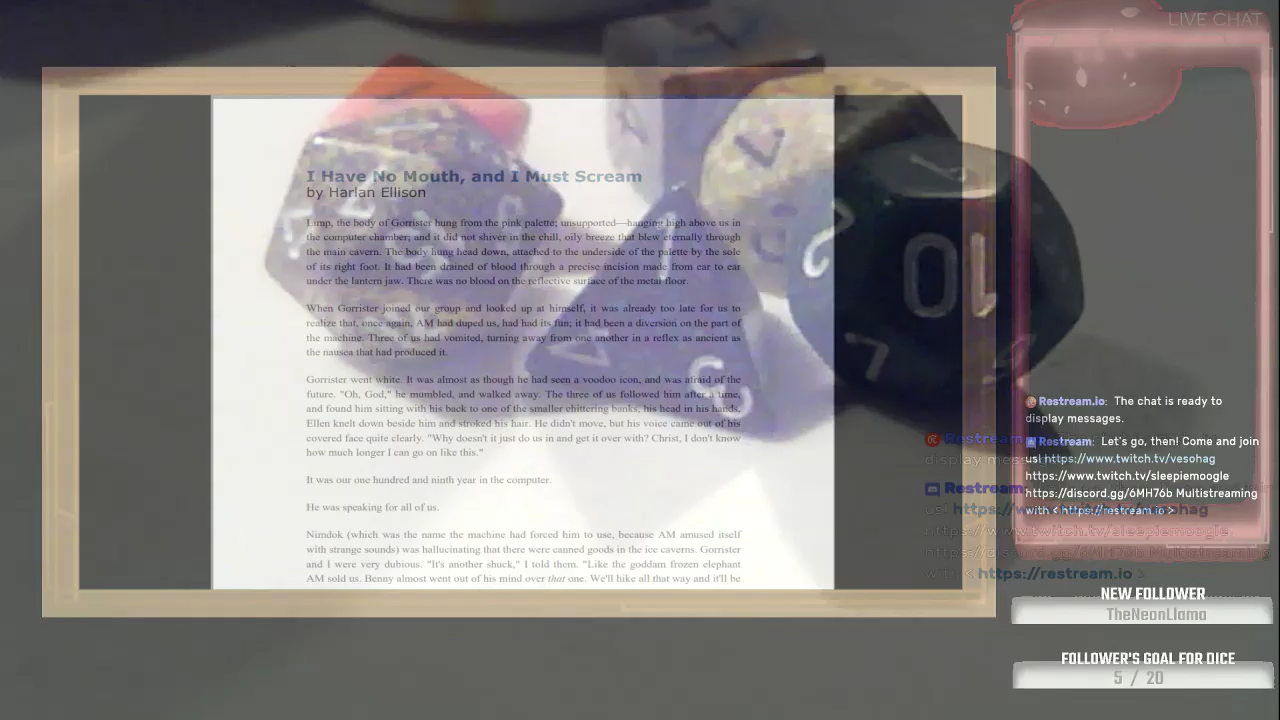 LIVE CHAT
I Have No Mouth, and I Must Scream
by Harlan Ellison
Limp, the body of Gorrister hung from the pink palette; unsupported—hanging high above us in
the computer chamber; and it did not shiver in the chill, oily breeze that blew eternally through
the main cavern. The body hung head down, attached to the underside of the palette by the sole
of its right foot. It had been drained of blood through a precise incision made from ear to ear
under the lantern jaw. There was no blood on the reflective surface of the metal floor.
When Gorrister joined our group and looked up at himself, it was already too late for us to
realize that, once again, AM had duped us, had had its fun; it had been a diversion on the part of
the machine. Three of us had vomited, turning away from one another in a reflex as ancient as
the nausea that had produced it.
Gorrister went white. It was almost as though he had seen a voodoo icon, and was afraid of the
future. "Oh, God," he mumbled, and walked away. The three of us followed him after a time,
and found him sitting with his back to one of the smaller chittering banks, his head in his hands.
Ellen knelt down beside him and stroked his hair. He didn't move, but his voice came out of his
covered face quite clearly. "Why doesn't it just do us in and get it over with? Christ, I don't know
how much longer I can go on like this."
It was our one hundred and ninth year in the computer.
He was speaking for all of us.
Nimdok (which was the name the machine had forced him to use, because AM amused itself
with strange sounds) was hallucinating that there were canned goods in the ice caverns. Gorrister
and I were very dubious. "It's another shuck," I told them. "Like the goddam frozen elephant
AM sold us. Benny almost went out of his mind over that one. We'll hike all that way and it'll be
10
7
8
Restream.io: The chat is ready to
display messages.
Restream: Let's go, then! Come and join
us! https://www.twitch.tv/vesohag
https://www.twitch.tv/sleepiemoogle
https://discord.gg/6MH76b Multistreaming
with < https://restream.io >
Restream
display mess
Restream:
us! https://
https://www.twitch.tv/sleepiemoogle
with < https://restream.io >
NEW FOLLOWER
TheNeonLlama
FOLLOWER'S GOAL FOR DICE
5 / 20